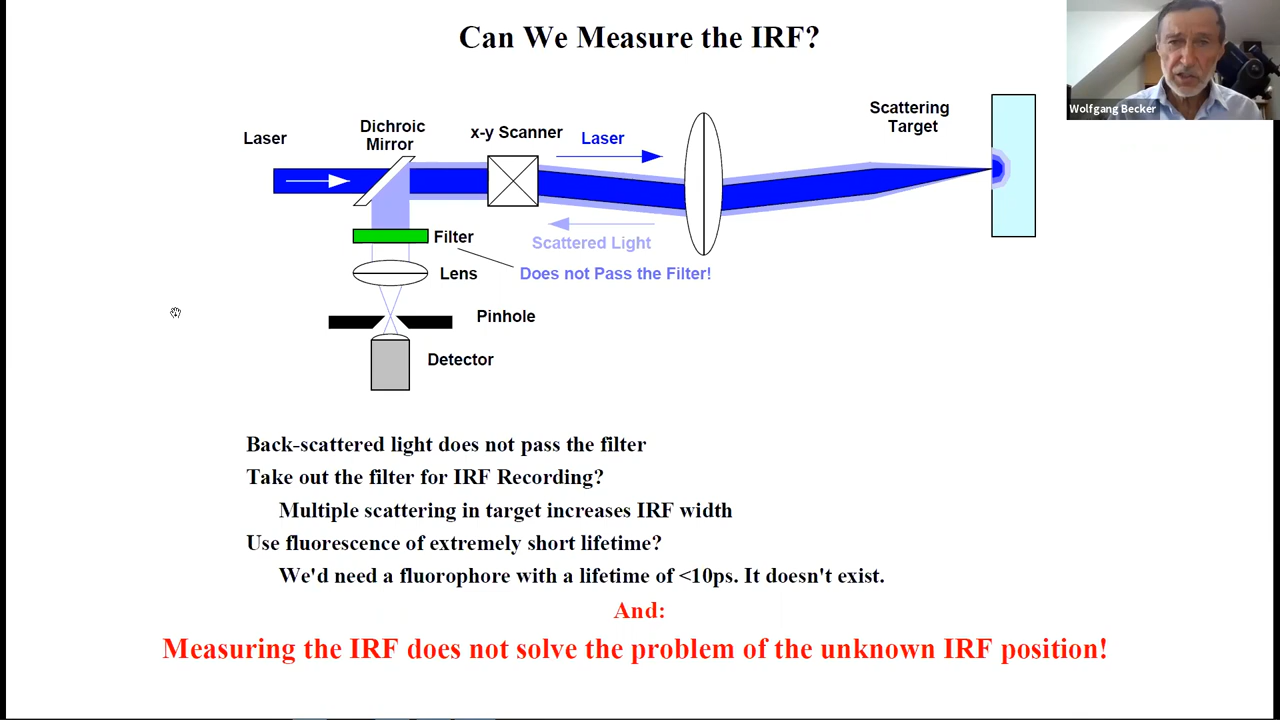 Can We Measure the IRF?
Wolfgang Becker
Laser
Dichroic
Mirror
x-y Scanner
Laser
Scattering
Target
Filter
Scattered Light
Does not Pass the Filter!
Lens
Pinhole
Detector
Back-scattered light does not pass the filter
Take out the filter for IRF Recording?
Multiple scattering in target increases IRF width
Use fluorescence of extremely short lifetime?
We'd need a fluorophore with a lifetime of <10ps. It doesn't exist.
And:
Measuring the IRF does not solve the problem of the unknown IRF position!